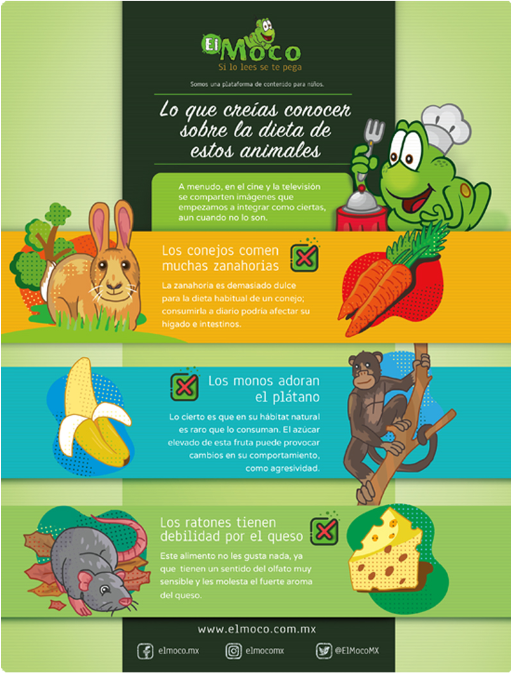 El Moco
Si lo lees se te pega
Somos una plataforma de contenido para niños.
Lo que creías conocer
sobre la dieta de
estos animales
A menudo, en el cine y la televisión
se comparten imágenes que
empezamos a integrar como ciertas,
aun cuando no lo son.
Los conejos comen
muchas zanahorias
La zanahoria es demasiado dulce
para la dieta habitual de un conejo;
consumirla a diario podría afectar su
hígado e intestinos.
Los monos adoran
el plátano
Lo cierto es que en su hábitat natural
es raro que lo consuman. El azúcar
elevado de esta fruta puede provocar
cambios en su comportamiento,
como agresividad.
Los ratones tienen
debilidad por el queso
Este alimento no les gusta nada, ya
que tienen un sentido del olfato muy
sensible y les molesta el fuerte aroma
del queso.
www.elmoco.com.mx
elmoco.mx elmocomx @ElMocoMX